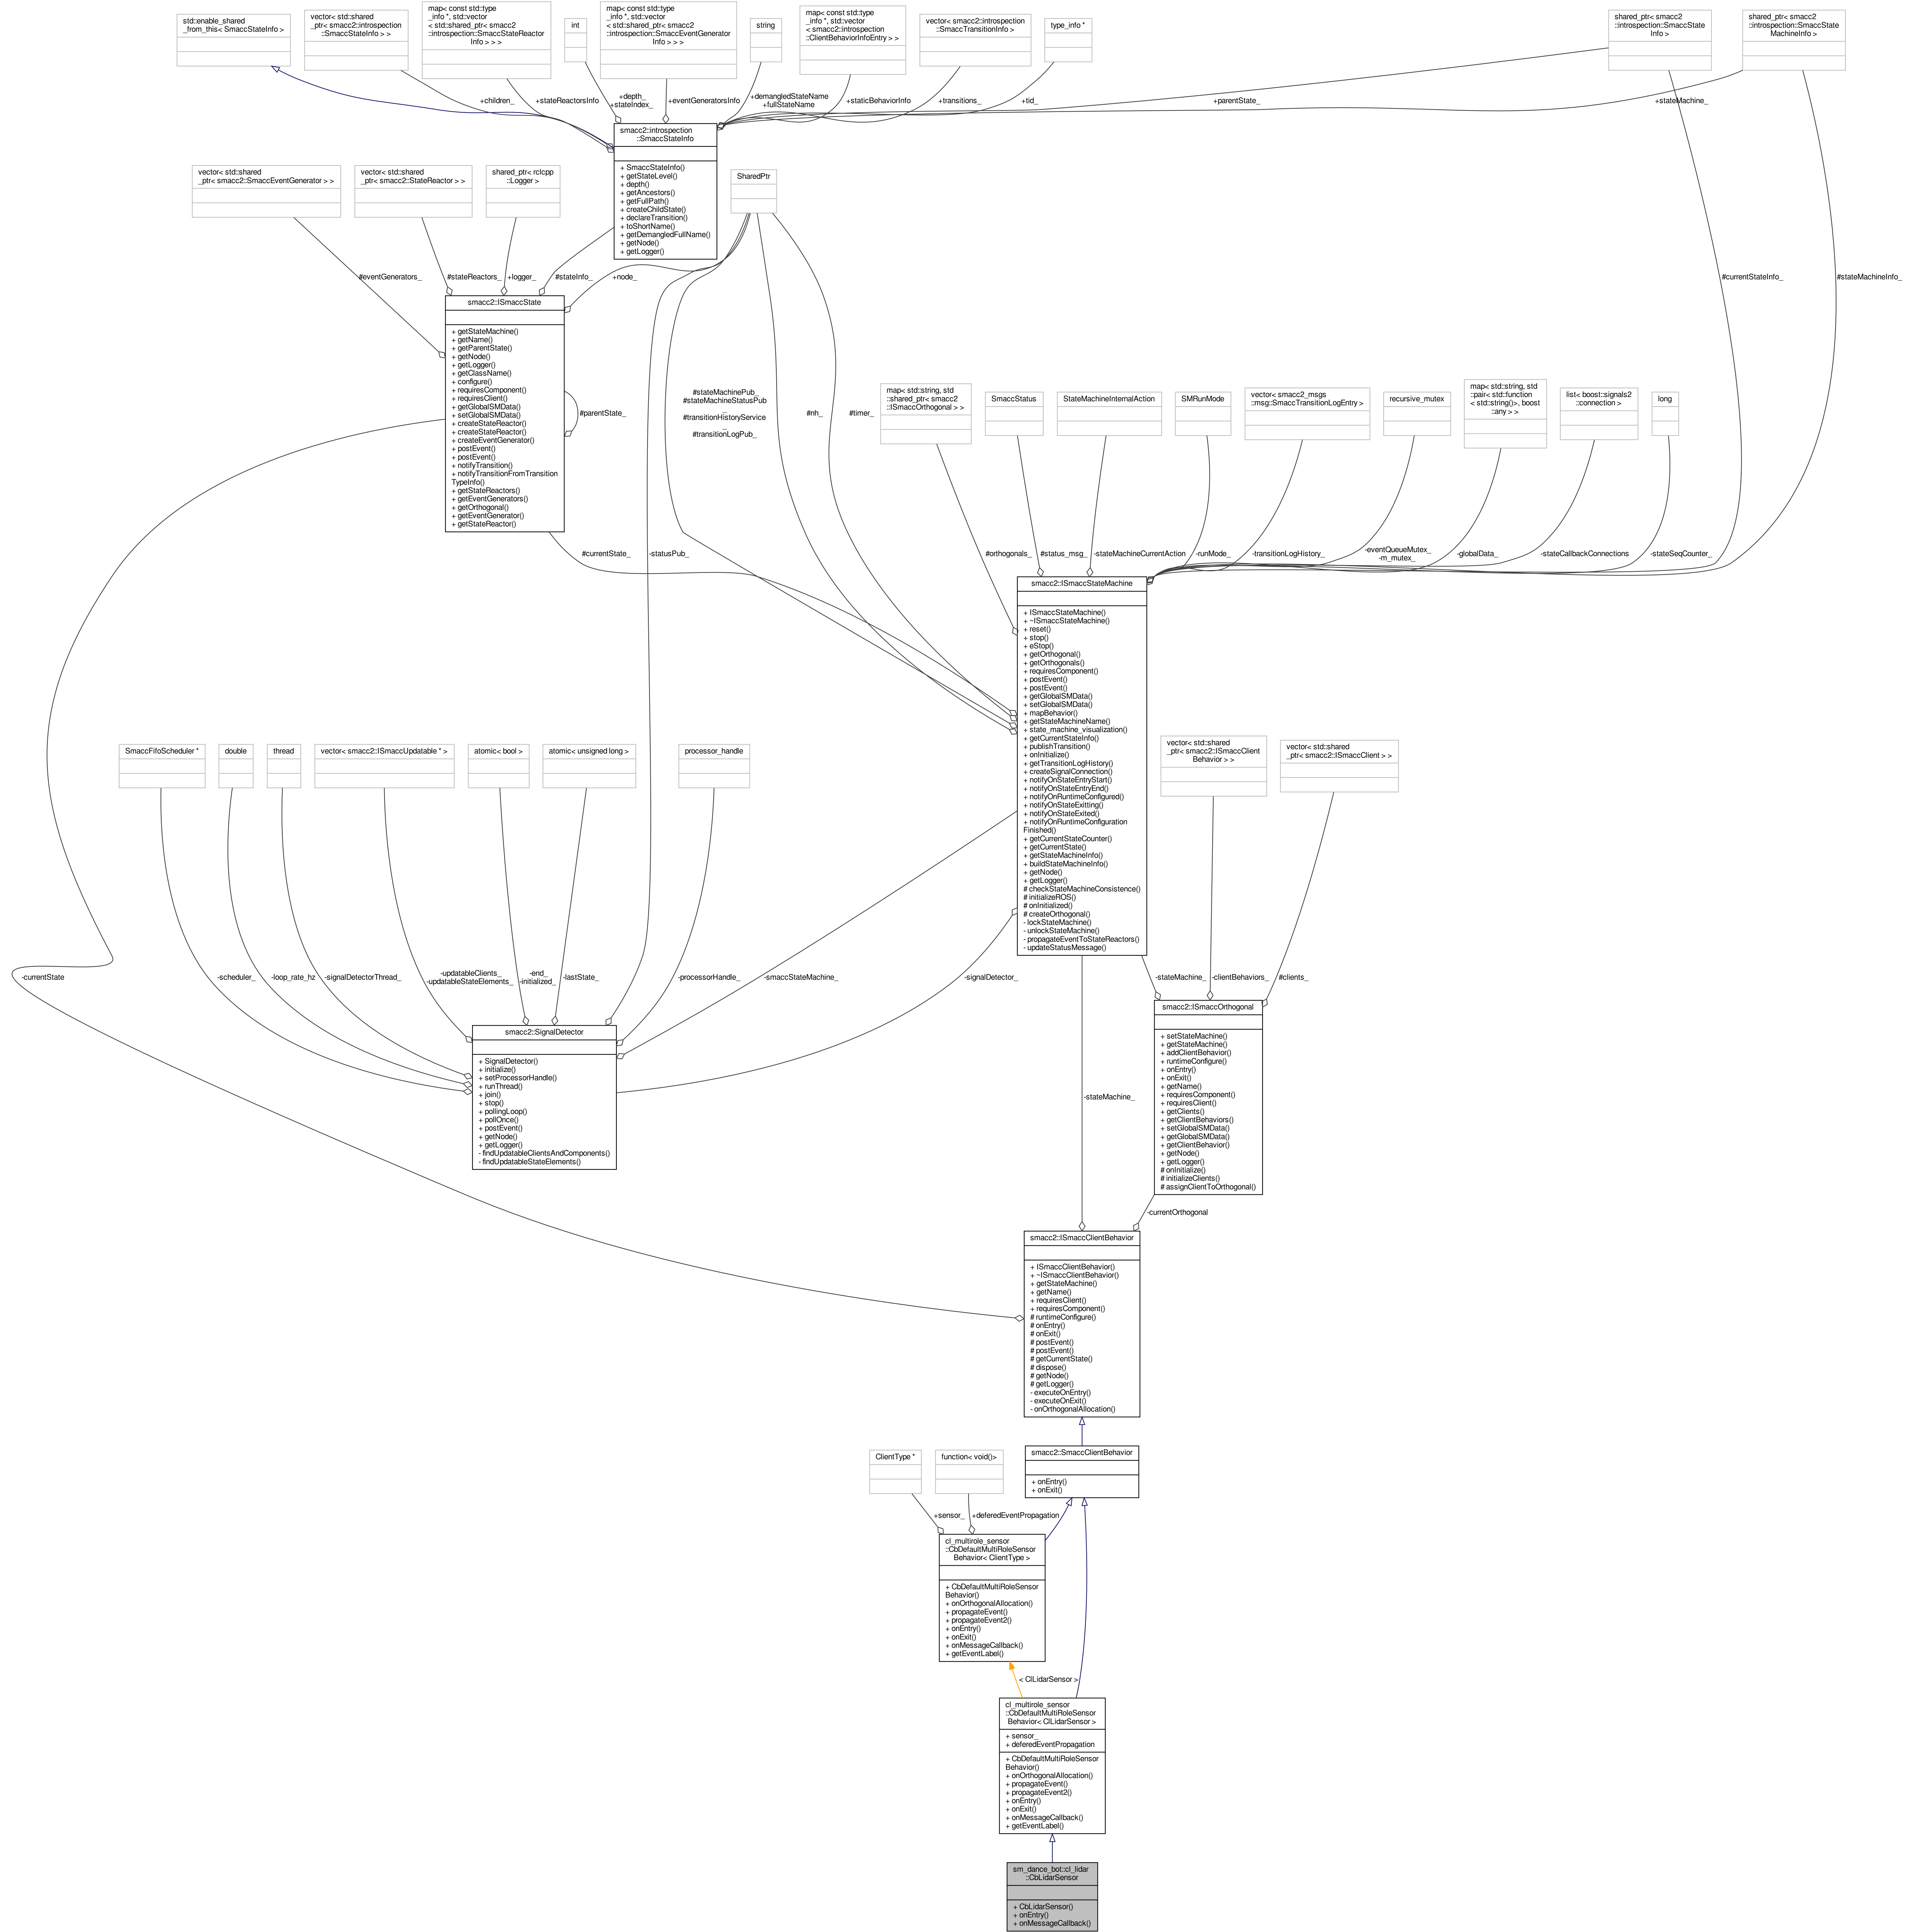 std::enable_shared
_from_this< SmaccStateInfo >
vector< std::shared
_ptr< smacc2::introspection
::SmaccStateInfo > >
map< const std::type
_info *, std::vector
< std::shared_ptr< smacc2
::introspection::SmaccStateReactor
Info > > >
int
map< const std::type
_info *, std::vector
< std::shared_ptr< smacc2
::introspection::SmaccEventGenerator
Info > > >
string
map< const std::type
_info *, std::vector
< smacc2::introspection
::ClientBehaviorInfoEntry > >
vector< smacc2::introspection
::SmaccTransitionInfo >
type_info *
shared_ptr< smacc2
::introspection::SmaccState
Info >
shared_ptr< smacc2
::introspection::SmaccState
MachineInfo >
+children_
+stateReactorsInfo
+depth_
+stateIndex_
+eventGeneratorsInfo
+demangledStateName
+fullStateName
+staticBehaviorInfo
+transitions_
+tid_
+parentState_
+stateMachine_
smacc2::introspection
::SmaccStateInfo
+ SmaccStateInfo()
+ getStateLevel()
+ depth()
+ getAncestors()
+ getFullPath()
+ createChildState()
+ declareTransition()
+ toShortName()
+ getDemangledFullName()
+ getNode()
+ getLogger()
vector< std::shared
_ptr< smacc2::SmaccEventGenerator > >
vector< std::shared
_ptr< smacc2::StateReactor > >
shared_ptr< rclcpp
::Logger >
SharedPtr
#eventGenerators_
#stateReactors_
+logger_
#stateInfo_
+node_
#currentStateInfo_
#stateMachineInfo_
smacc2::ISmaccState
+ getStateMachine()
+ getName()
+ getParentState()
+ getNode()
+ getLogger()
+ getClassName()
+ configure()
+ requiresComponent()
+ requiresClient()
+ getGlobalSMData()
+ setGlobalSMData()
+ createStateReactor()
+ createStateReactor()
+ createEventGenerator()
+ postEvent()
+ postEvent()
+ notifyTransition()
+ notifyTransitionFromTransition
TypeInfo()
+ getStateReactors()
+ getEventGenerators()
+ getOrthogonal()
+ getEventGenerator()
+ getStateReactor()
#parentState_
#stateMachinePub_
#stateMachineStatusPub
_
#transitionHistoryService
_
#transitionLogPub_
#nh_
#timer_
map< std::string, std
::shared_ptr< smacc2
::ISmaccOrthogonal > >
SmaccStatus
StateMachineInternalAction
SMRunMode
vector< smacc2_msgs
::msg::SmaccTransitionLogEntry >
recursive_mutex
map< std::string, std
::pair< std::function
< std::string()>, boost
::any > >
list< boost::signals2
::connection >
long
#currentState_
-statusPub_
#orthogonals_
#status_msg_
-stateMachineCurrentAction
-runMode_
-transitionLogHistory_
-eventQueueMutex_
-m_mutex_
-globalData_
-stateCallbackConnections
-stateSeqCounter_
smacc2::ISmaccStateMachine
+ ISmaccStateMachine()
+ ~ISmaccStateMachine()
+ reset()
+ stop()
+ eStop()
+ getOrthogonal()
+ getOrthogonals()
+ requiresComponent()
+ postEvent()
+ postEvent()
+ getGlobalSMData()
+ setGlobalSMData()
+ mapBehavior()
+ getStateMachineName()
+ state_machine_visualization()
+ getCurrentStateInfo()
+ publishTransition()
+ onInitialize()
+ getTransitionLogHistory()
+ createSignalConnection()
+ notifyOnStateEntryStart()
+ notifyOnStateEntryEnd()
+ notifyOnRuntimeConfigured()
+ notifyOnStateExitting()
+ notifyOnStateExited()
+ notifyOnRuntimeConfiguration
Finished()
+ getCurrentStateCounter()
+ getCurrentState()
+ getStateMachineInfo()
+ buildStateMachineInfo()
+ getNode()
+ getLogger()
# checkStateMachineConsistence()
# initializeROS()
# onInitialized()
# createOrthogonal()
- lockStateMachine()
- unlockStateMachine()
- propagateEventToStateReactors()
- updateStatusMessage()
SmaccFifoScheduler *
double
thread
vector< smacc2::ISmaccUpdatable * >
atomic< bool >
atomic< unsigned long >
processor_handle
vector< std::shared
_ptr< smacc2::ISmaccClient
Behavior > >
vector< std::shared
_ptr< smacc2::ISmaccClient > >
-currentState
-scheduler_
-loop_rate_hz
-signalDetectorThread_
-updatableClients_
-updatableStateElements_
-end_
-initialized_
-lastState_
-processorHandle_
-smaccStateMachine_
-signalDetector_
-stateMachine_
-clientBehaviors_
#clients_
smacc2::SignalDetector
+ SignalDetector()
+ initialize()
+ setProcessorHandle()
+ runThread()
+ join()
+ stop()
+ pollingLoop()
+ pollOnce()
+ postEvent()
+ getNode()
+ getLogger()
- findUpdatableClientsAndComponents()
- findUpdatableStateElements()
smacc2::ISmaccOrthogonal
+ setStateMachine()
+ getStateMachine()
+ addClientBehavior()
+ runtimeConfigure()
+ onEntry()
+ onExit()
+ getName()
+ requiresComponent()
+ requiresClient()
+ getClients()
+ getClientBehaviors()
+ setGlobalSMData()
+ getGlobalSMData()
+ getClientBehavior()
+ getNode()
+ getLogger()
# onInitialize()
# initializeClients()
# assignClientToOrthogonal()
-stateMachine_
-currentOrthogonal
smacc2::ISmaccClientBehavior
+ ISmaccClientBehavior()
+ ~ISmaccClientBehavior()
+ getStateMachine()
+ getName()
+ requiresClient()
+ requiresComponent()
# runtimeConfigure()
# onEntry()
# onExit()
# postEvent()
# postEvent()
# getCurrentState()
# dispose()
# getNode()
# getLogger()
- executeOnEntry()
- executeOnExit()
- onOrthogonalAllocation()
ClientType *
function< void()>
smacc2::SmaccClientBehavior
+ onEntry()
+ onExit()
+sensor_
+deferedEventPropagation
cl_multirole_sensor
::CbDefaultMultiRoleSensor
Behavior< ClientType >
+ CbDefaultMultiRoleSensor
Behavior()
+ onOrthogonalAllocation()
+ propagateEvent()
+ propagateEvent2()
+ onEntry()
+ onExit()
+ onMessageCallback()
+ getEventLabel()
< ClLidarSensor >
cl_multirole_sensor
::CbDefaultMultiRoleSensor
Behavior< ClLidarSensor >
+ sensor_
+ deferedEventPropagation
+ CbDefaultMultiRoleSensor
Behavior()
+ onOrthogonalAllocation()
+ propagateEvent()
+ propagateEvent2()
+ onEntry()
+ onExit()
+ onMessageCallback()
+ getEventLabel()
sm_dance_bot::cl_lidar
::CbLidarSensor
+ CbLidarSensor()
+ onEntry()
+ onMessageCallback()